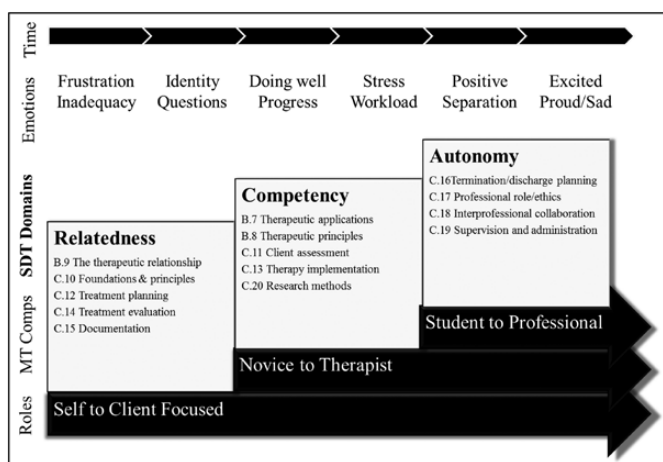 Time
Emotions
Frustration
Inadequacy
Identity
Questions
Doing well
Progress
Stress
Workload
Positive
Separation
Excited
Proud/Sad
SDT Domains
MT Comps
Roles
Relatedness
B.9 The therapeutic relationship
C.10 Foundations & principles
C.12 Treatment planning
C.14 Treatment evaluation
C.15 Documentation
Competency
B.7 Therapeutic applications
B.8 Therapeutic principles
C.11 Client assessment
C.13 Therapy implementation
C.20 Research methods
Autonomy
C.16Termination/discharge planning
C.17 Professional role/ethics
C.18 Interprofessional collaboration
C.19 Supervision and administration
Student to Professional
Novice to Therapist
Self to Client Focused